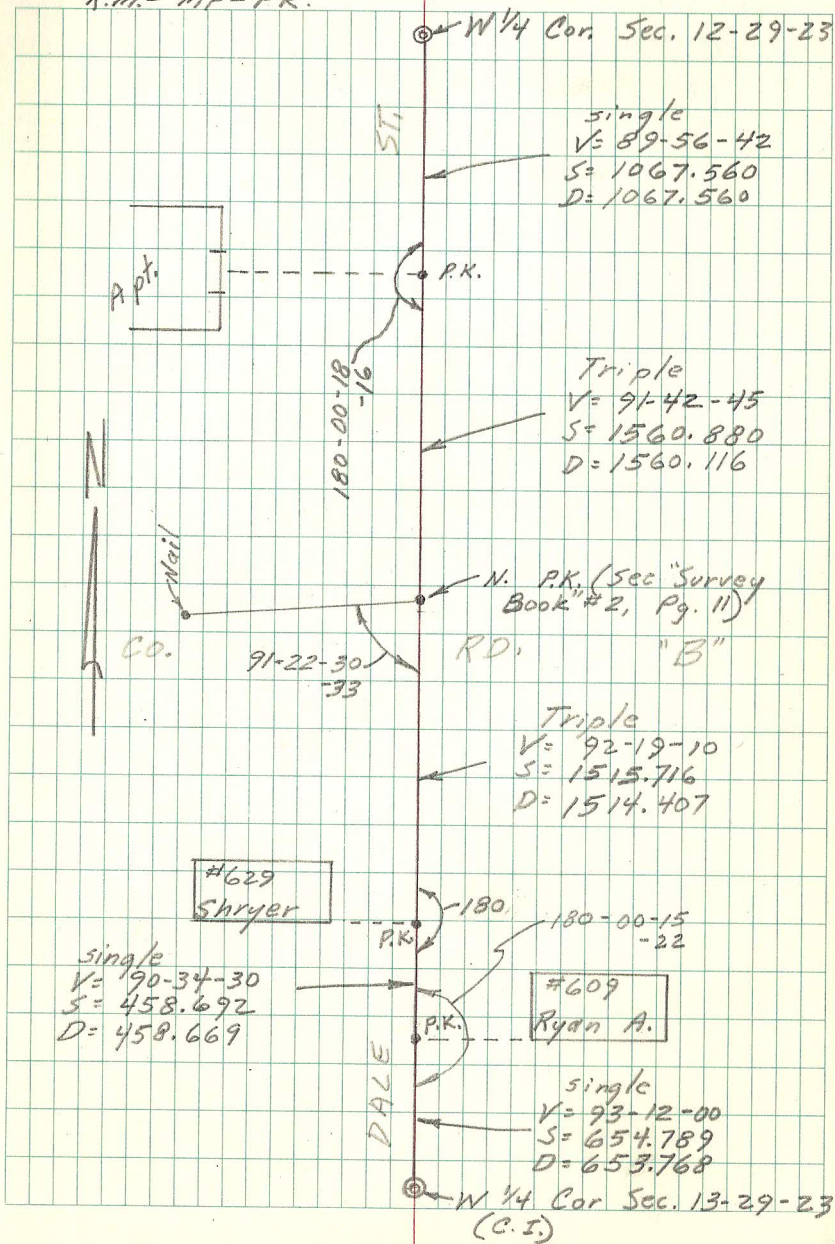 W 1/4 Cor. Sec. 12-29-23
ST.
single
V= 89-56-42
S= 1067.560
D= 1067.560
Apt.
P.K.
180-00-18
-16
Triple
V= 91-42-45
S= 1560.880
D= 1560.116
N
Nail
N. P.K. (See "Survey
Book" #2, Pg. 11)
CO.
RD.
"B"
91-22-30
-33
Triple
V= 92-19-10
S= 1515.716
D= 1514.407
#629
Shryer
180
P.K.
180-00-15
-22
single
V= 90-34-30
S= 458.692
D= 458.669
#609
Ryan A.
P.K.
DALE
single
V= 93-12-00
S= 654.789
D= 653.768
W 1/4 Cor Sec. 13-29-23
(C.I.)